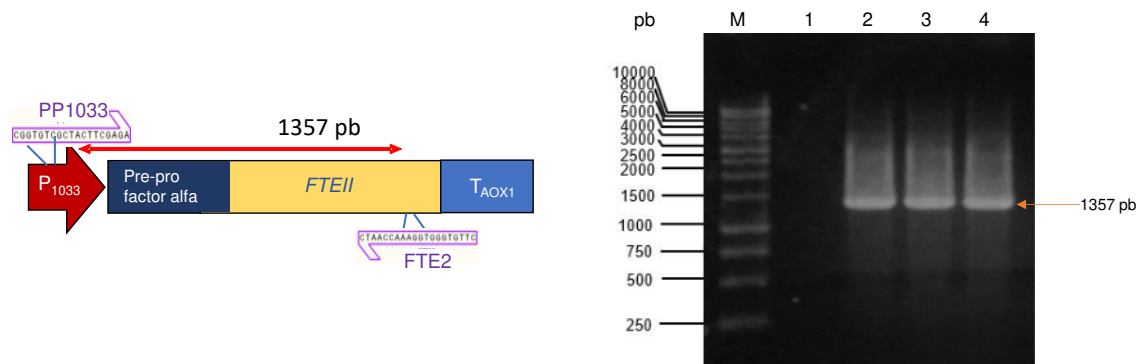 PP1033
CGGTGTCGCTACTTCGAGA
1357 pb
P1033
Pre-pro
factor alfa
FTEII
TAOX1
CTAACCAAAGGTGGGTGTTC
FTE2
pb M 1 2 3 4
10000
8000
6000
5000
4000
3000
2500
2000
1500
1000
750
500
250
1357 pb